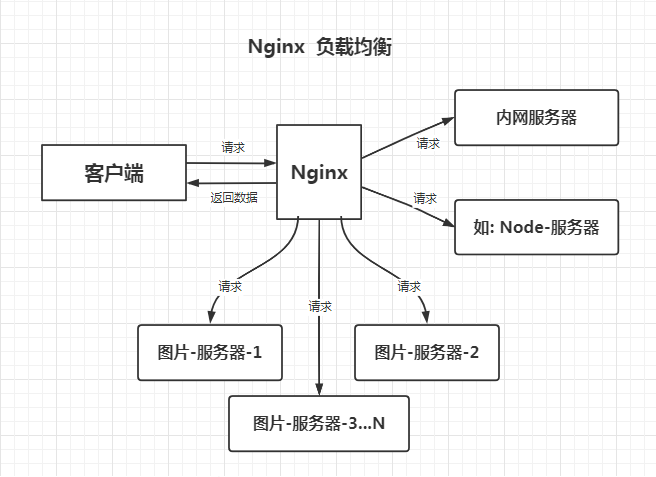 Nginx 负载均衡
内网服务器
请求
请求
客户端
Nginx
返回数据
请求
如: Node-服务器
请求
请求
请求
图片-服务器-1
图片-服务器-2
图片-服务器-3...N